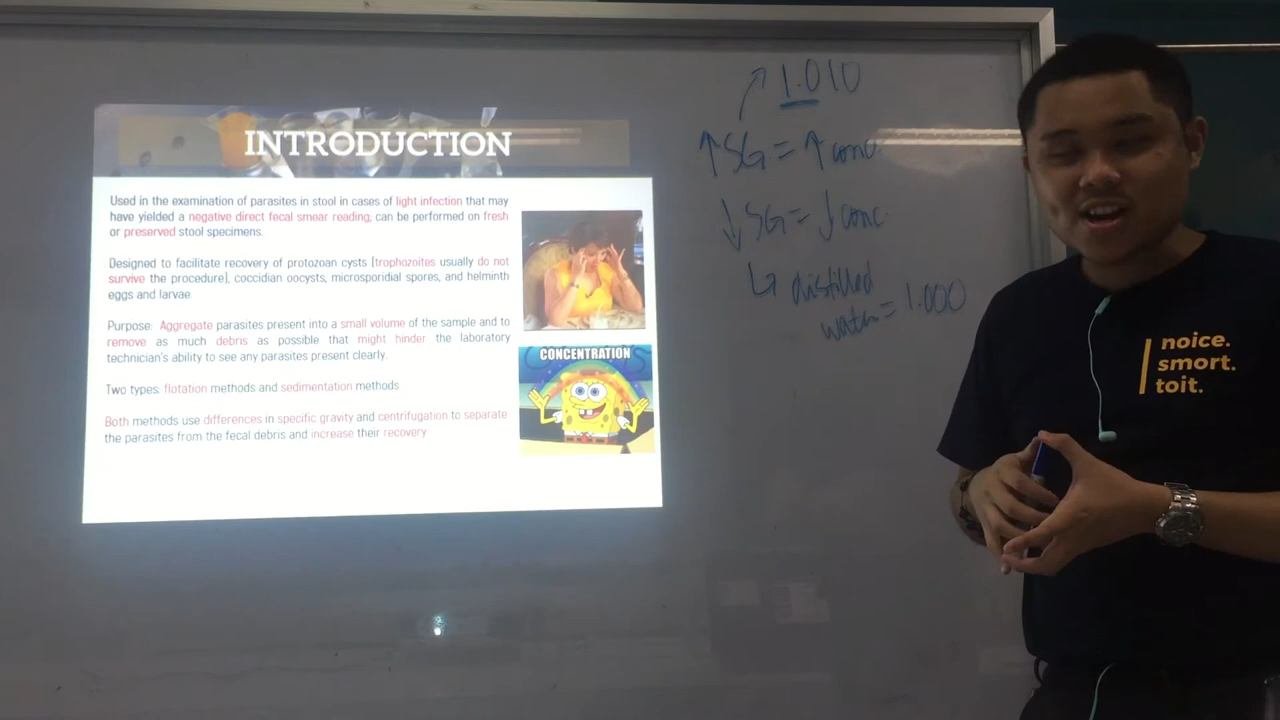 INTRODUCTION
Used in the examination of parasites in stool in cases of light infection that may
have yielded a negative direct fecal smear reading; can be performed on fresh
or preserved stool specimens.
Designed to facilitate recovery of protozoan cysts (trophozoites usually do not
survive the procedure), coccidian oocysts, microsporidial spores, and helminth
eggs and larvae.
Purpose: Aggregate parasites present into a small volume of the sample and to
remove as much debris as possible that might hinder the laboratory
technician's ability to see any parasites present clearly.
Two types: flotation methods and sedimentation methods
Both methods use differences in specific gravity and centrifugation to separate
the parasites from the fecal debris and increase their recovery
CONCENTRATION
1.010
↑ SG = ↑ conc
↓ SG = ↓ conc.
↳ distilled
water = 1.000
noice.
smort.
toit.